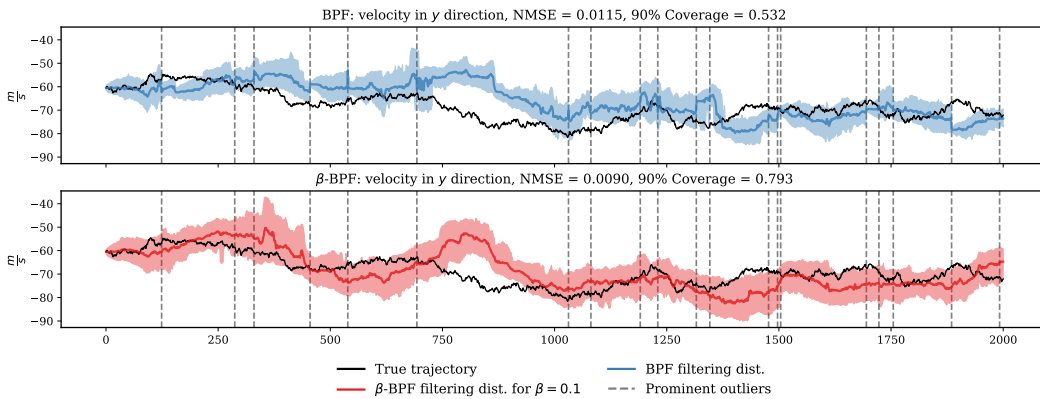 BPF: velocity in y direction, NMSE = 0.0115, 90% Coverage = 0.532
−40
−50
−60
−70
−80
−90
m/s
β-BPF: velocity in y direction, NMSE = 0.0090, 90% Coverage = 0.793
−40
−50
−60
−70
−80
−90
m/s
0 250 500 750 1000 1250 1500 1750 2000
True trajectory
BPF filtering dist.
β-BPF filtering dist. for β = 0.1
Prominent outliers